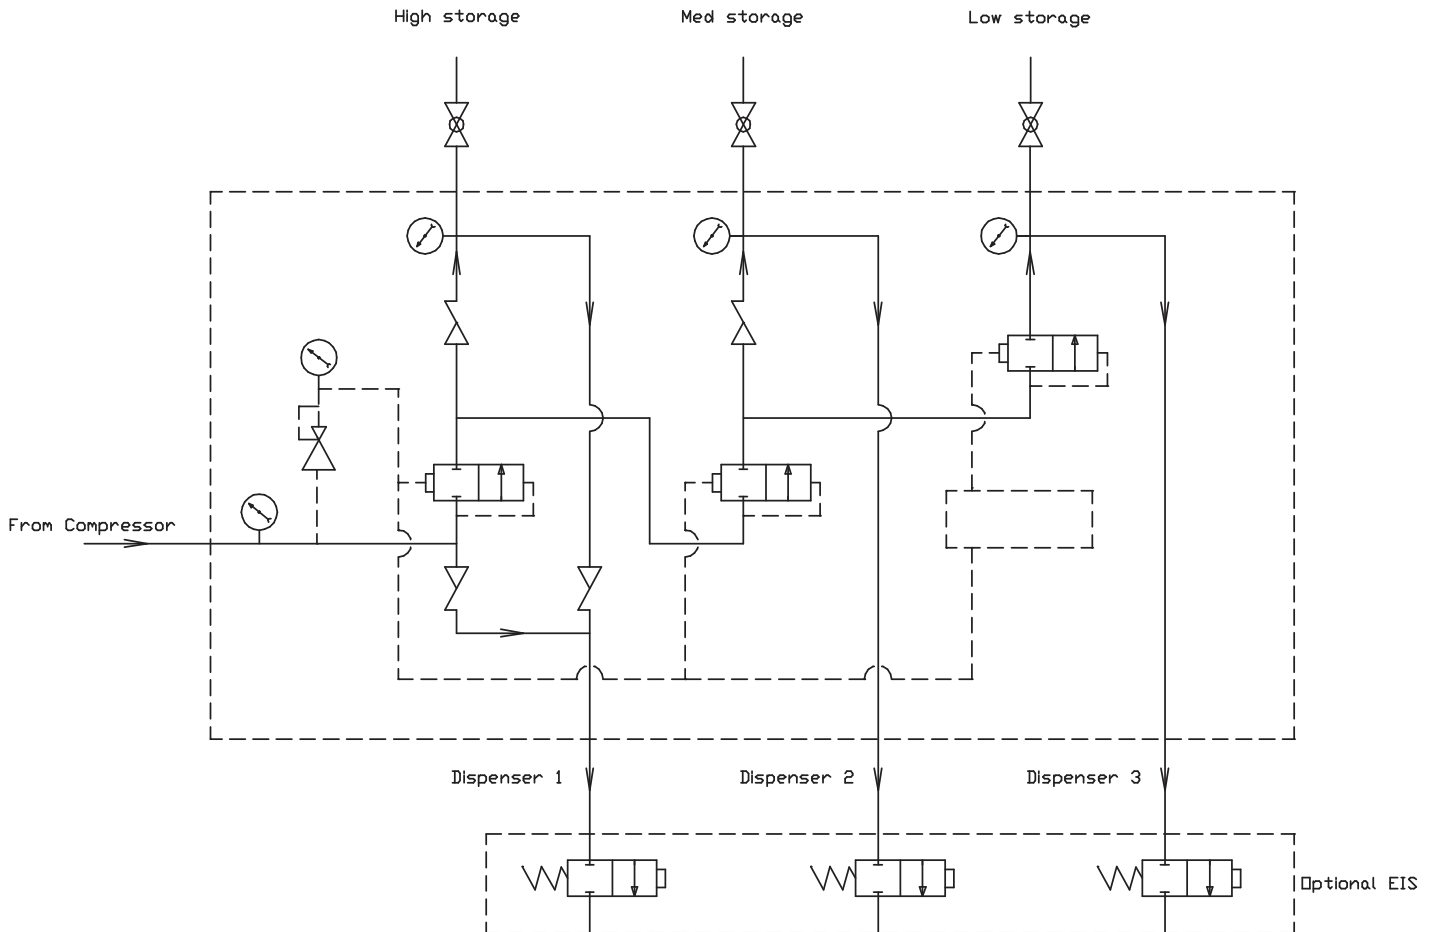 High storage
Med storage
Low storage
From Compressor
Dispenser 1
Dispenser 2
Dispenser 3
Optional EIS